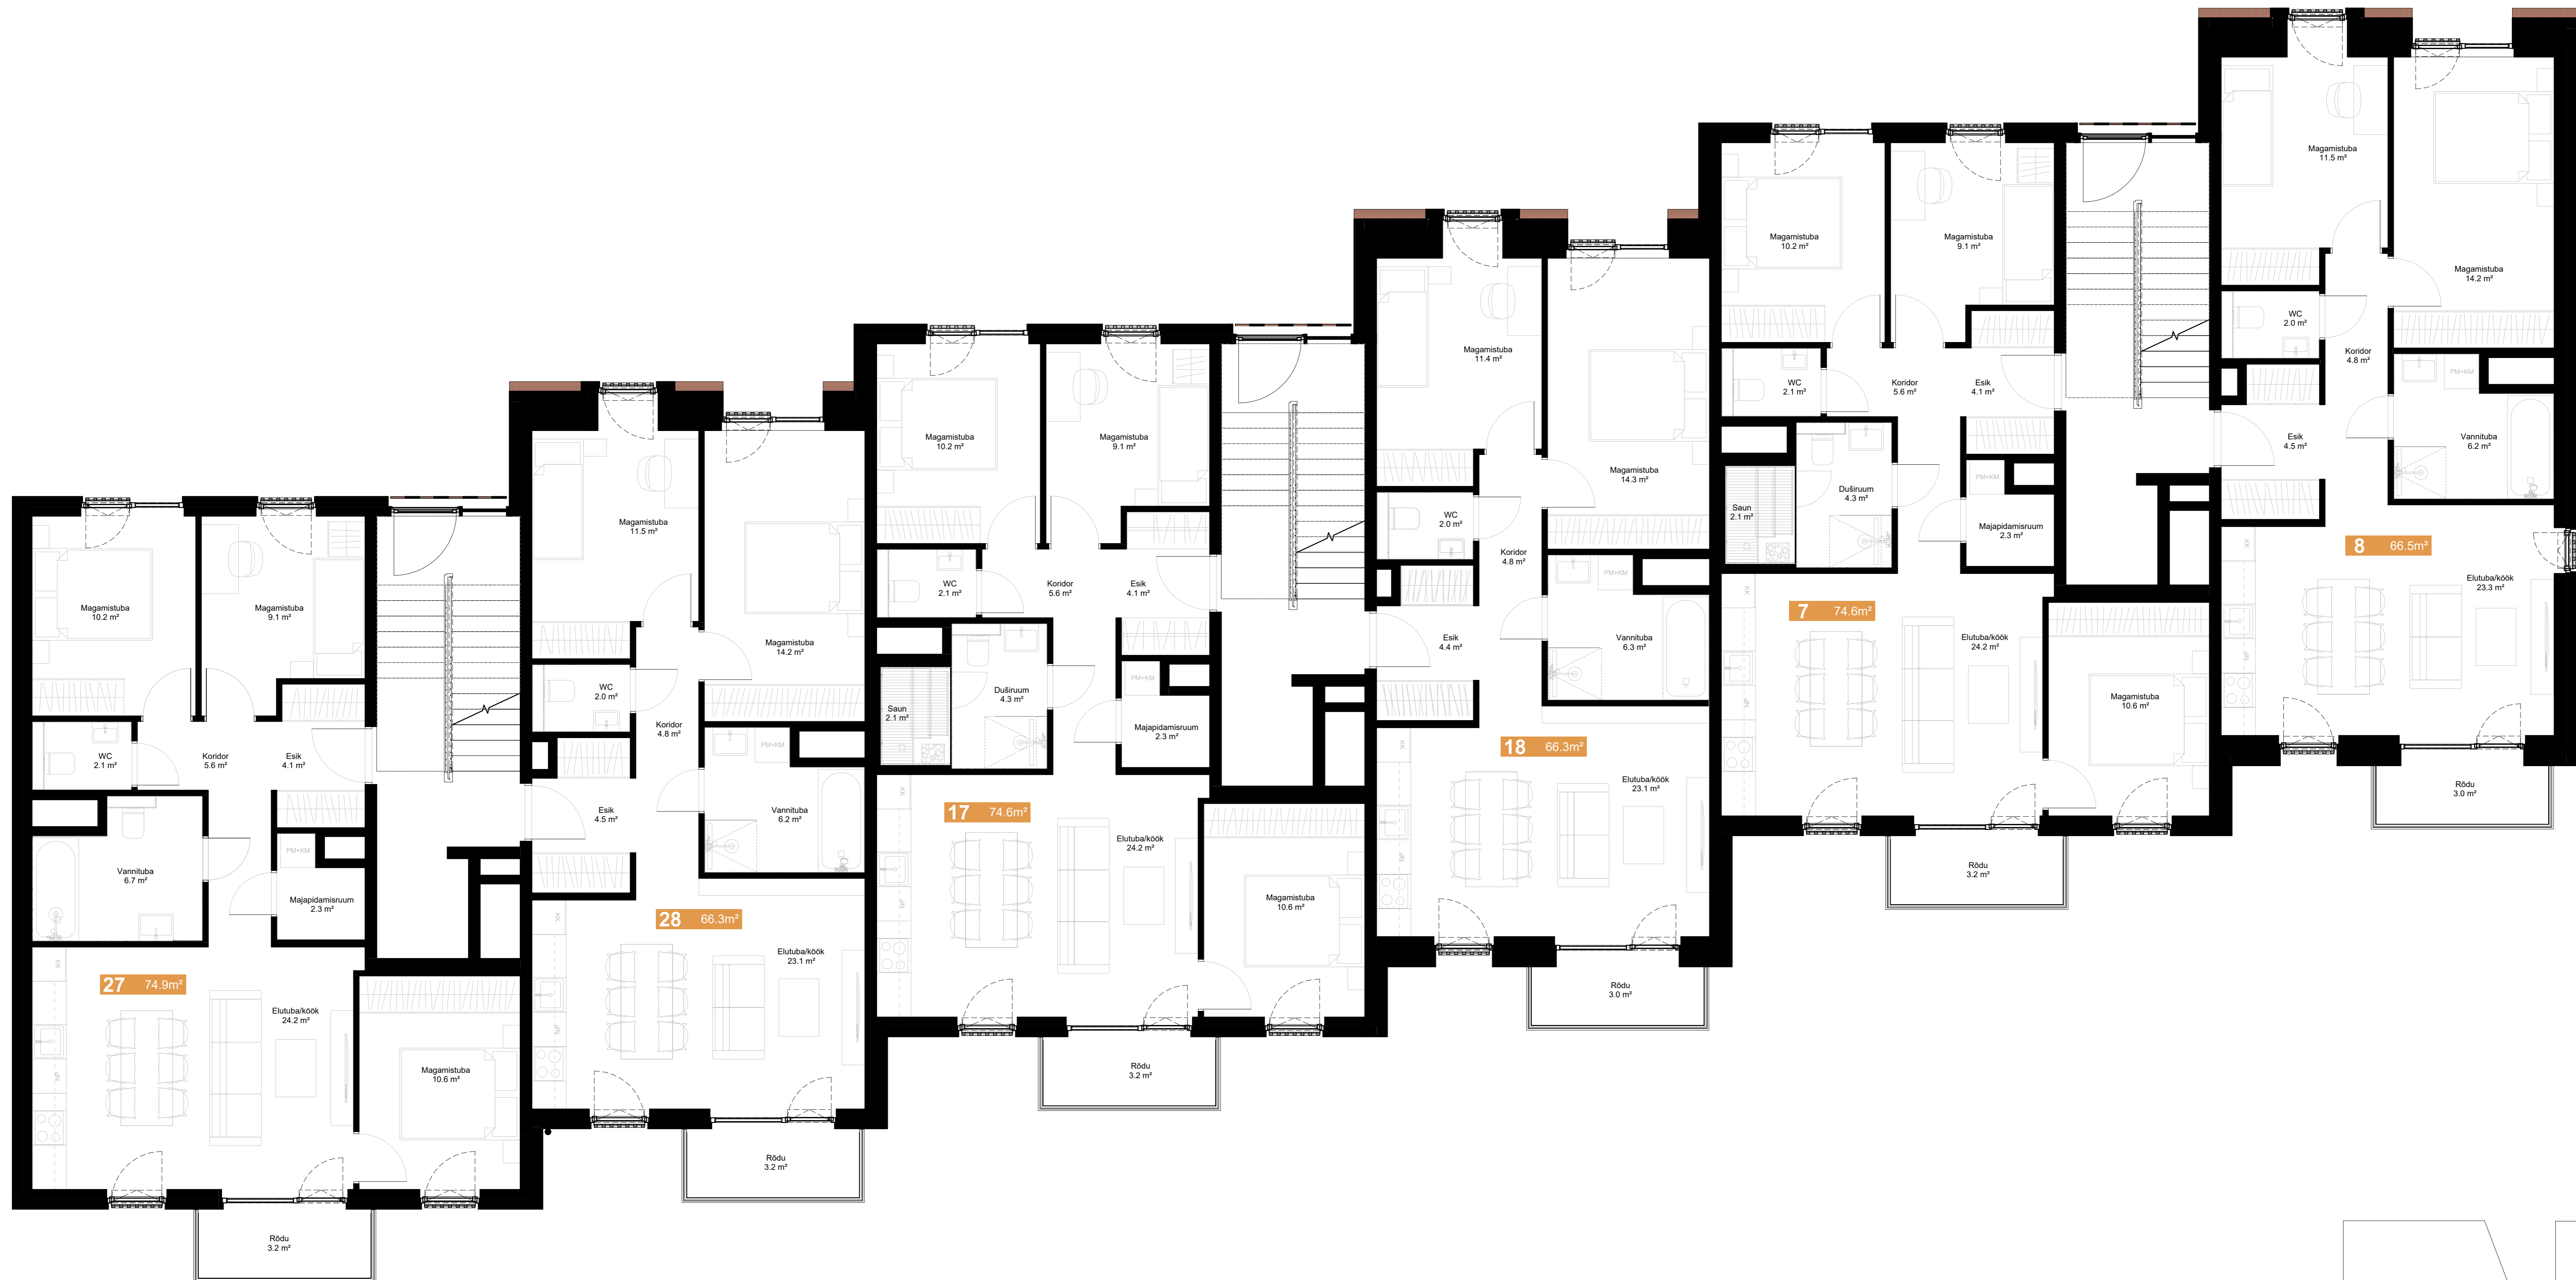 Magamistuba
10.2 m²
Magamistuba
9.1 m²
WC
2.1 m²
Koridor
5.6 m²
Esik
4.1 m²
Vannituba
6.7 m²
PM+KM
Majapidamisruum
2.3 m²
KK
27 74.9m²
Elutuba/köök
24.2 m²
NPJ
Magamistuba
10.6 m²
Rõdu
3.2 m²
Magamistuba
11.5 m²
Magamistuba
14.2 m²
WC
2.0 m²
Koridor
4.8 m²
PM+KM
Esik
4.5 m²
Vannituba
6.2 m²
KK
28 66.3m²
Elutuba/köök
23.1 m²
NPJ
Rõdu
3.2 m²
Magamistuba
10.2 m²
Magamistuba
9.1 m²
WC
2.1 m²
Koridor
5.6 m²
Esik
4.1 m²
Saun
2.1 m²
Duširuum
4.3 m²
PM+KM
Majapidamisruum
2.3 m²
KK
17 74.6m²
Elutuba/köök
24.2 m²
NPJ
Magamistuba
10.6 m²
Rõdu
3.2 m²
Magamistuba
11.4 m²
Magamistuba
14.3 m²
WC
2.0 m²
Koridor
4.8 m²
PM+KM
Esik
4.4 m²
Vannituba
6.3 m²
KK
18 66.3m²
Elutuba/köök
23.1 m²
NPJ
Rõdu
3.0 m²
Magamistuba
10.2 m²
Magamistuba
9.1 m²
WC
2.1 m²
Koridor
5.6 m²
Esik
4.1 m²
Saun
2.1 m²
Duširuum
4.3 m²
PM+KM
Majapidamisruum
2.3 m²
KK
7 74.6m²
Elutuba/köök
24.2 m²
NPJ
Magamistuba
10.6 m²
Rõdu
3.2 m²
Magamistuba
11.5 m²
Magamistuba
14.2 m²
WC
2.0 m²
Koridor
4.8 m²
PM+KM
Esik
4.5 m²
Vannituba
6.2 m²
KK
8 66.5m²
Elutuba/köök
23.3 m²
NPJ
Rõdu
3.0 m²